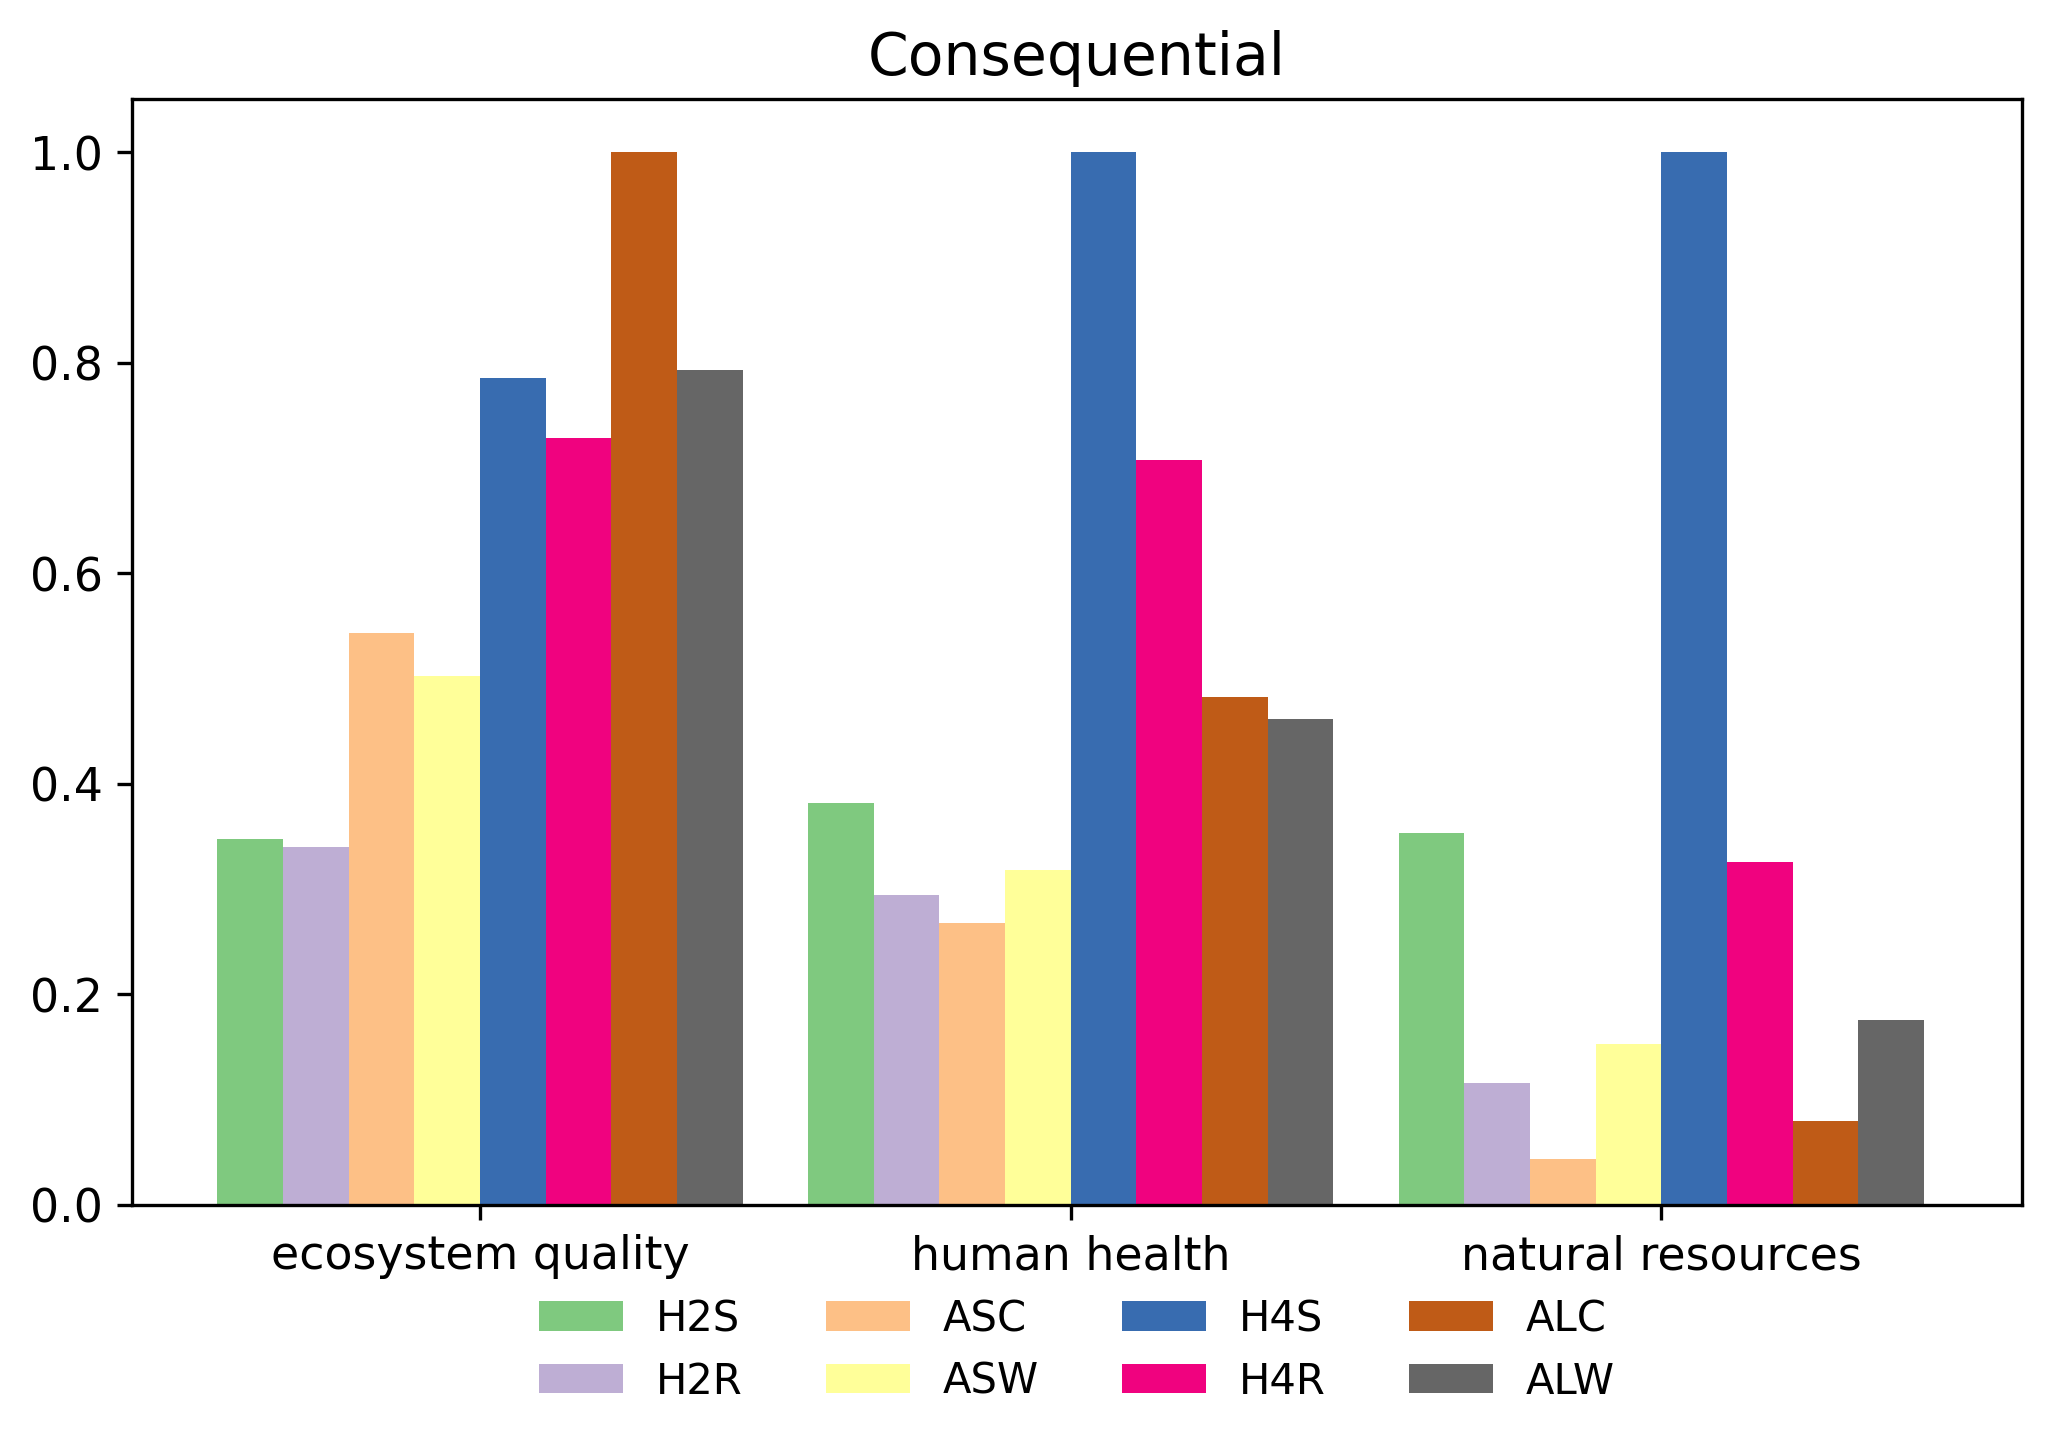 Consequential
1.0
0.8
0.6
0.4
0.2
0.0
ecosystem quality human health natural resources
H2S ASC H4S ALC
H2R ASW H4R ALW